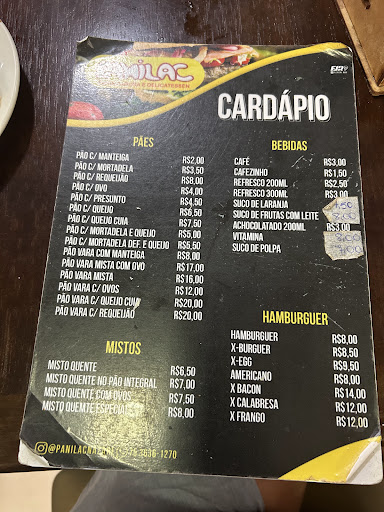 PANILAC
DELICATESSEN
CARDÁPIO
PÃES
PÃO C/ MANTEIGA R$2,00
PÃO C/ MORTADELA R$3,50
PÃO C/ REQUEIJÃO R$8,00
PÃO C/ OVO R$4,00
PÃO C/ PRESUNTO R$4,50
PÃO C/ QUEIJO R$6,50
PÃO C/ QUEIJO CUIA R$7,50
PÃO C/ MORTADELA E QUEIJO R$5,00
PÃO C/ MORTADELA DEF. E QUEIJO R$5,50
PÃO VARA COM MANTEIGA R$8,00
PÃO VARA MISTA COM OVO R$17,00
PÃO VARA MISTA R$16,00
PÃO VARA C/ OVOS R$12,00
PÃO VARA C/ QUEIJO CUIA R$20,00
PÃO VARA C/ REQUEIJÃO R$20,00
MISTOS
MISTO QUENTE R$6,50
MISTO QUENTE NO PÃO INTEGRAL R$7,00
MISTO QUENTE COM OVOS R$7,50
MISTO QUEMTE ESPECIAL R$8,00
BEBIDAS
CAFÉ R$3,00
CAFEZINHO R$1,50
REFRESCO 200ML R$2,50
REFRESCO 300ML R$3,00
SUCO DE LARANJA
SUCO DE FRUTAS COM LEITE
ACHOCOLATADO 200ML R$3,00
VITAMINA
SUCO DE POLPA
HAMBURGUER
HAMBURGUER R$8,00
X-BURGUER R$8,50
X-EGG R$9,50
AMERICANO R$8,00
X BACON R$14,00
X CALABRESA R$12,00
X FRANGO R$12,00